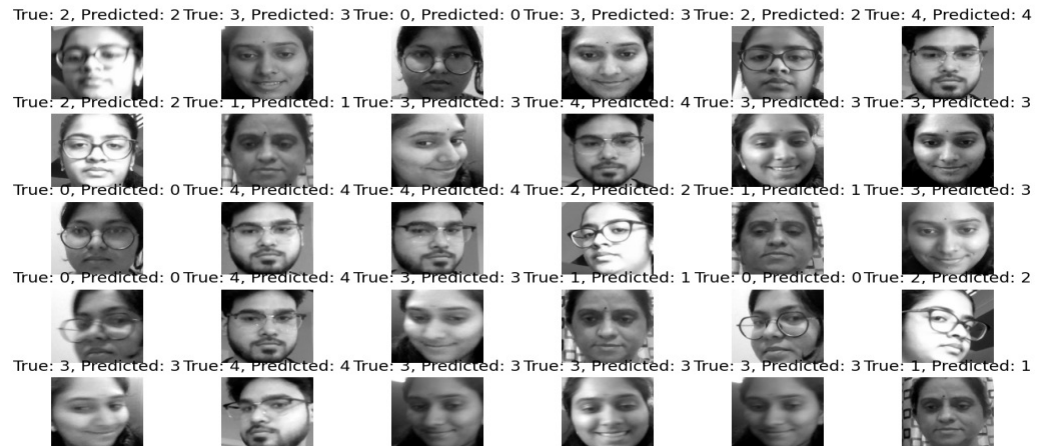 True: 2, Predicted: 2 True: 3, Predicted: 3 True: 0, Predicted: 0 True: 3, Predicted: 3 True: 2, Predicted: 2 True: 4, Predicted: 4
True: 2, Predicted: 2 True: 1, Predicted: 1 True: 3, Predicted: 3 True: 4, Predicted: 4 True: 3, Predicted: 3 True: 3, Predicted: 3
True: 0, Predicted: 0 True: 4, Predicted: 4 True: 4, Predicted: 4 True: 2, Predicted: 2 True: 1, Predicted: 1 True: 3, Predicted: 3
True: 0, Predicted: 0 True: 4, Predicted: 4 True: 3, Predicted: 3 True: 1, Predicted: 1 True: 0, Predicted: 0 True: 2, Predicted: 2
True: 3, Predicted: 3 True: 4, Predicted: 4 True: 3, Predicted: 3 True: 3, Predicted: 3 True: 3, Predicted: 3 True: 1, Predicted: 1